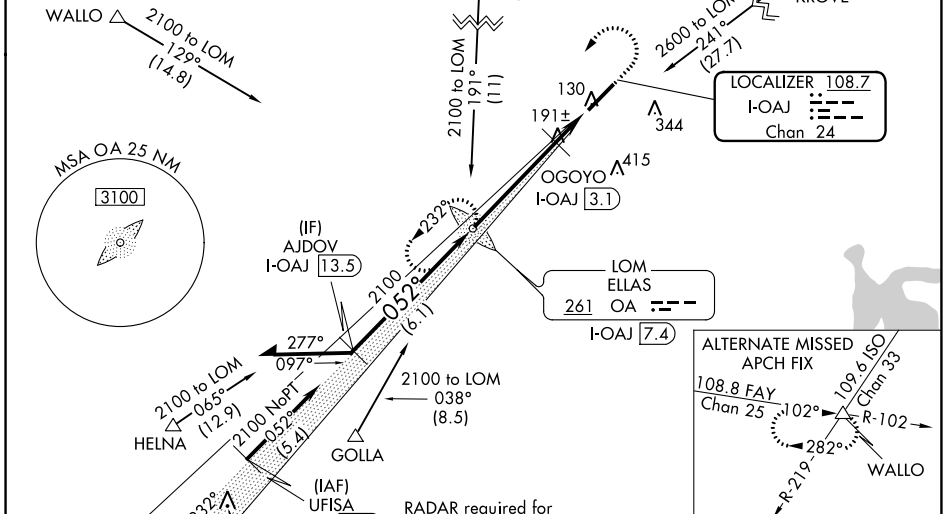 WALLO
2100 to LOM
129°
(14.8)
2100 to LOM
191°
(11)
2600 to LOM
241°
(27.7)
LOCALIZER 108.7
I-OAJ
Chan 24
130
191±
344
415
MSA OA 25 NM
3100
OGOYO
I-OAJ 3.1
232°
(IF)
AJDOV
I-OAJ 13.5
2100
052°
(6.1)
LOM
ELLAS
261 OA
I-OAJ 7.4
277°
097°
2100 to LOM
065°
(12.9)
HELNA
2100 NoPT
052°
(5.4)
2100 to LOM
038°
(8.5)
GOLLA
(IAF)
UFISA
RADAR required for
ALTERNATE MISSED
APCH FIX
109.6 ISO
Chan 33
108.8 FAY
Chan 25
102°
R-102
282°
WALLO
R-219